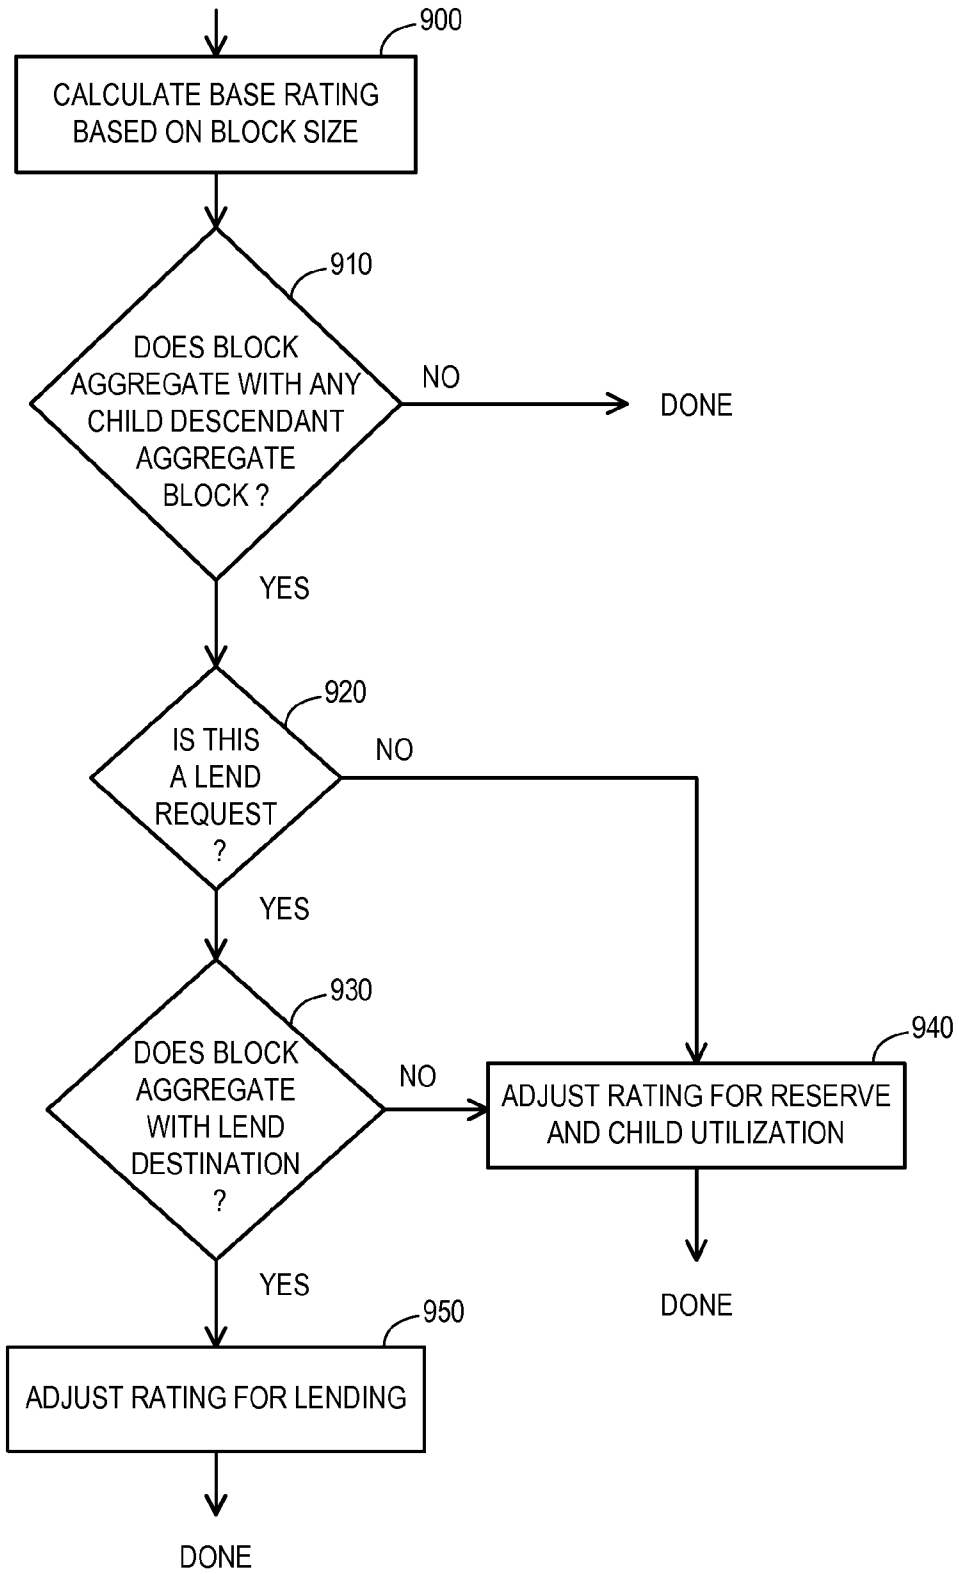 900
CALCULATE BASE RATING
BASED ON BLOCK SIZE
910
DOES BLOCK
AGGREGATE WITH ANY
CHILD DESCENDANT
AGGREGATE
BLOCK ?
NO
DONE
YES
920
IS THIS
A LEND
REQUEST
?
NO
YES
930
DOES BLOCK
AGGREGATE
WITH LEND
DESTINATION
?
NO
940
ADJUST RATING FOR RESERVE
AND CHILD UTILIZATION
DONE
YES
950
ADJUST RATING FOR LENDING
DONE